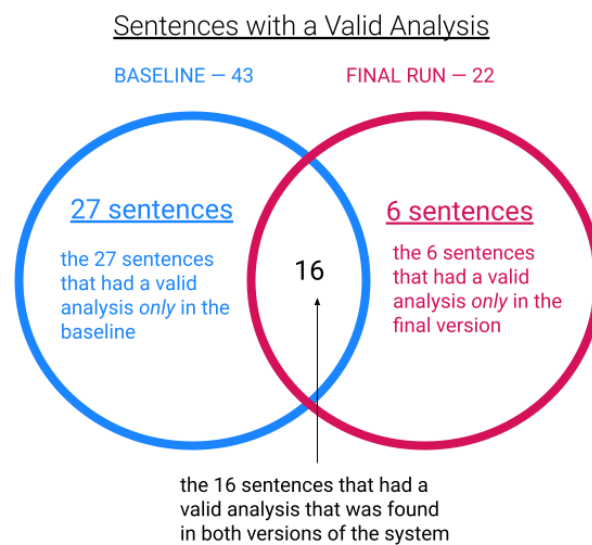 Sentences with a Valid Analysis
BASELINE — 43
FINAL RUN — 22
27 sentences
the 27 sentences
that had a valid
analysis only in the
baseline
16
6 sentences
the 6 sentences
that had a valid
analysis only in the
final version
the 16 sentences that had a
valid analysis that was found
in both versions of the system